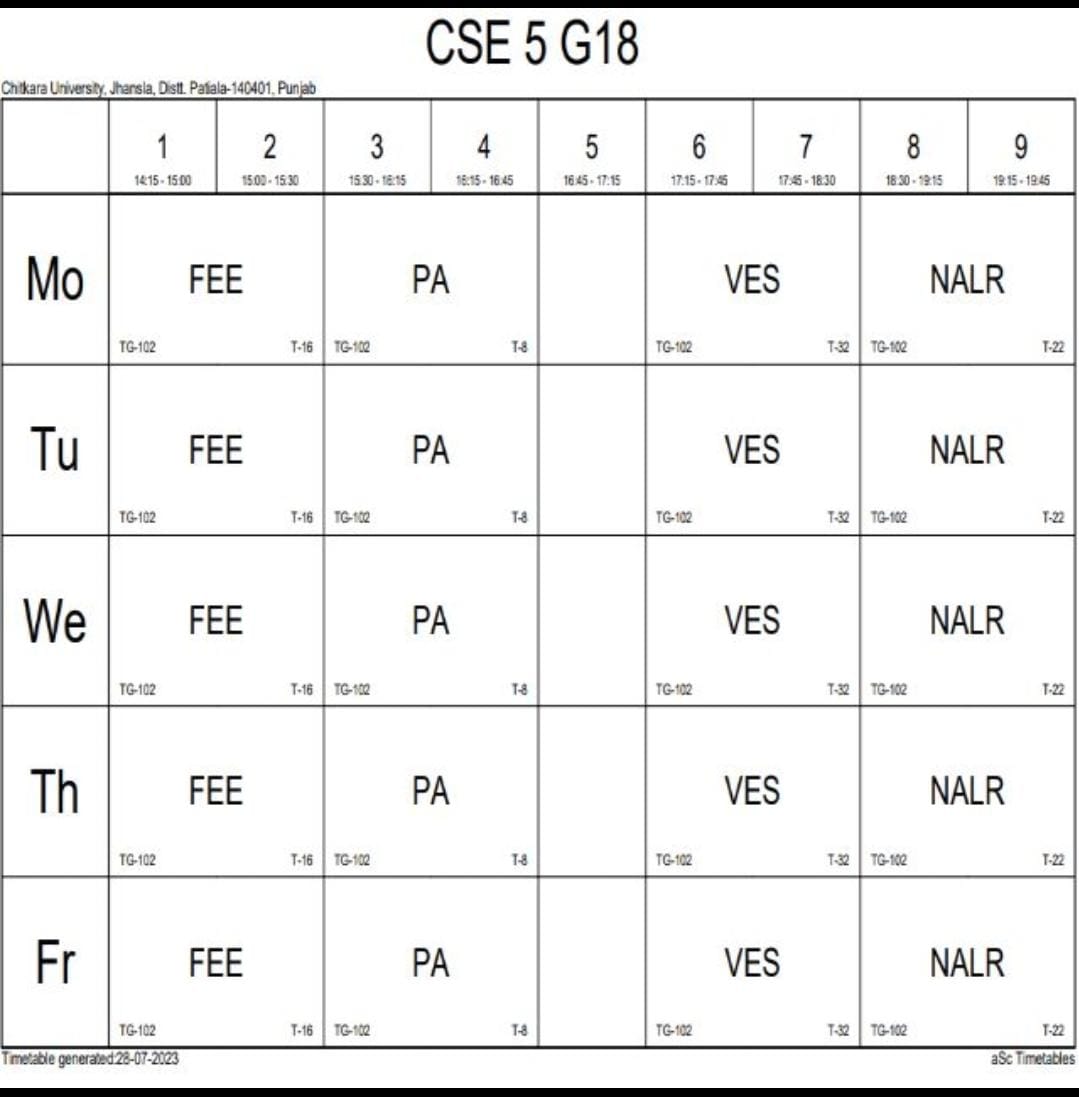 CSE 5 G18
Chitkara University, Jhansla, Distt. Patiala-140401, Punjab
1 2 3 4 5 6 7 8 9
14:15 - 15:00 15:00 - 15:30 15:30 - 16:15 16:15 - 16:45 16:45 - 17:15 17:15 - 17:45 17:45 - 18:30 18:30 - 19:15 19:15 - 19:45
Mo FEE PA VES NALR
TG-102 T-16 TG-102 T-8 TG-102 T-32 TG-102 T-22
Tu FEE PA VES NALR
TG-102 T-16 TG-102 T-8 TG-102 T-32 TG-102 T-22
We FEE PA VES NALR
TG-102 T-16 TG-102 T-8 TG-102 T-32 TG-102 T-22
Th FEE PA VES NALR
TG-102 T-16 TG-102 T-8 TG-102 T-32 TG-102 T-22
Fr FEE PA VES NALR
TG-102 T-16 TG-102 T-8 TG-102 T-32 TG-102 T-22
Timetable generated:28-07-2023 aSc Timetables